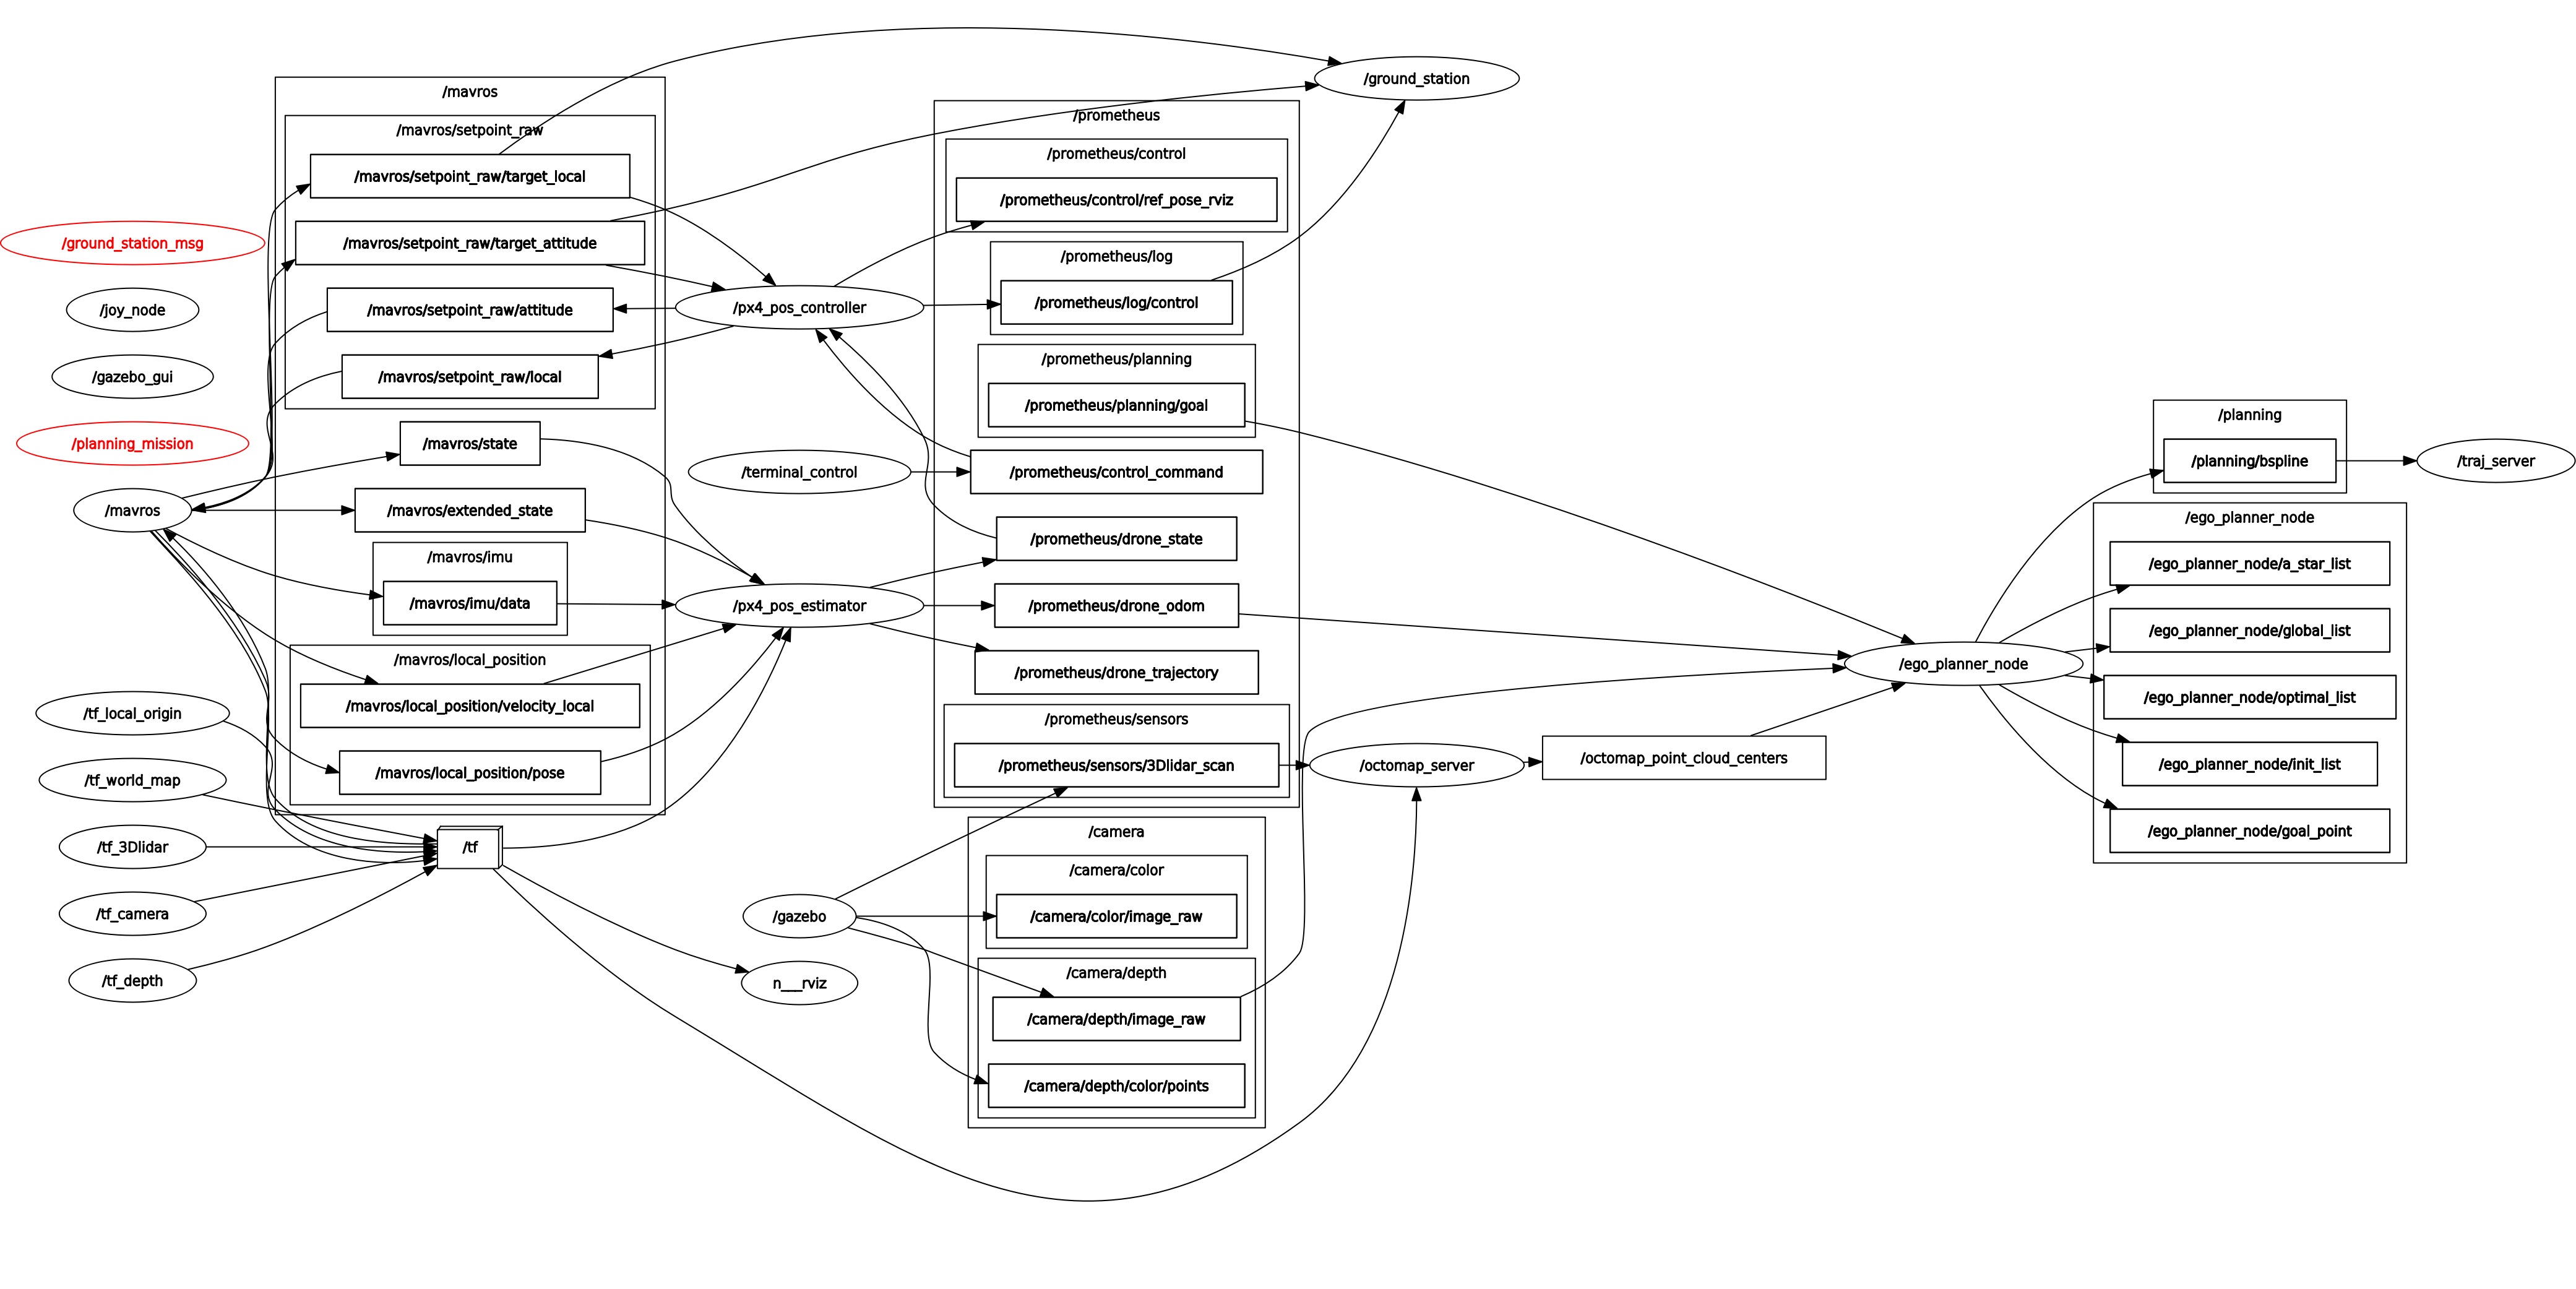 /ground_station
/mavros
/prometheus
/mavros/setpoint_raw
/prometheus/control
/mavros/setpoint_raw/target_local
/prometheus/control/ref_pose_rviz
/ground_station_msg
/mavros/setpoint_raw/target_attitude
/prometheus/log
/joy_node
/mavros/setpoint_raw/attitude
/px4_pos_controller
/prometheus/log/control
/prometheus/planning
/gazebo_gui
/mavros/setpoint_raw/local
/prometheus/planning/goal
/planning
/planning_mission
/mavros/state
/terminal_control
/prometheus/control_command
/planning/bspline
/traj_server
/mavros
/mavros/extended_state
/prometheus/drone_state
/ego_planner_node
/mavros/imu
/ego_planner_node/a_star_list
/mavros/imu/data
/px4_pos_estimator
/prometheus/drone_odom
/ego_planner_node/global_list
/mavros/local_position
/prometheus/drone_trajectory
/ego_planner_node
/ego_planner_node/optimal_list
/tf_local_origin
/mavros/local_position/velocity_local
/prometheus/sensors
/tf_world_map
/mavros/local_position/pose
/prometheus/sensors/3Dlidar_scan
/octomap_server
/octomap_point_cloud_centers
/ego_planner_node/init_list
/tf_3Dlidar
/tf
/camera
/ego_planner_node/goal_point
/camera/color
/tf_camera
/gazebo
/camera/color/image_raw
/tf_depth
n___rviz
/camera/depth
/camera/depth/image_raw
/camera/depth/color/points